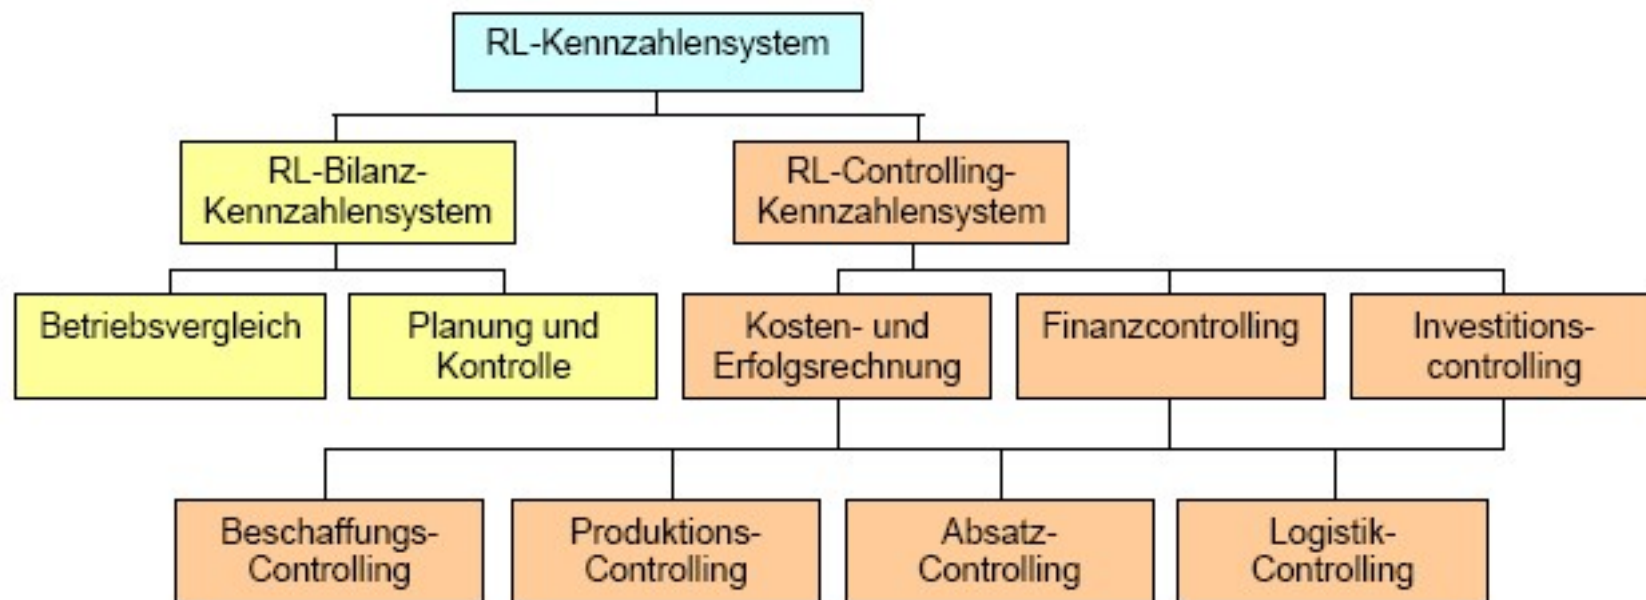 RL-Kennzahlensystem
RL-Bilanz-
Kennzahlensystem
RL-Controlling-
Kennzahlensystem
Betriebsvergleich
Planung und
Kontrolle
Kosten- und
Erfolgsrechnung
Finanzcontrolling
Investitions-
controlling
Beschaffungs-
Controlling
Produktions-
Controlling
Absatz-
Controlling
Logistik-
Controlling